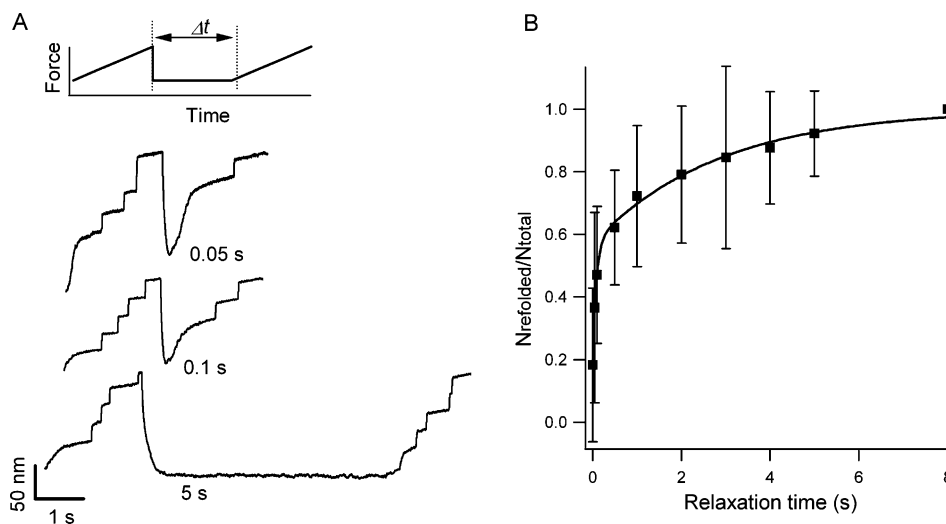 A
Δt
Force
Time
0.05 s
0.1 s
5 s
50 nm
1 s
B
Nrefolded/Ntotal
1.0
0.8
0.6
0.4
0.2
0.0
0
2
4
6
8
Relaxation time (s)